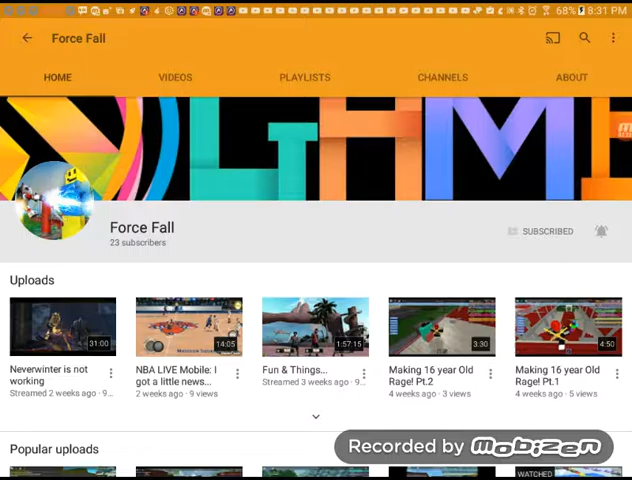 68% 8:31 PM
Force Fall
HOME VIDEOS PLAYLISTS CHANNELS ABOUT
Force Fall
23 subscribers
SUBSCRIBED
Uploads
31:00 14:05 1:57:15 3:30 4:50
Neverwinter is not working
Streamed 2 weeks ago · 9...
NBA LIVE Mobile: I got a little news...
2 weeks ago · 9 views
Fun & Things...
Streamed 3 weeks ago · 9...
Making 16 year Old Rage! Pt.2
4 weeks ago · 3 views
Making 16 year Old Rage! Pt.1
4 weeks ago · 5 views
Popular uploads
WATCHED
Recorded by mobizen